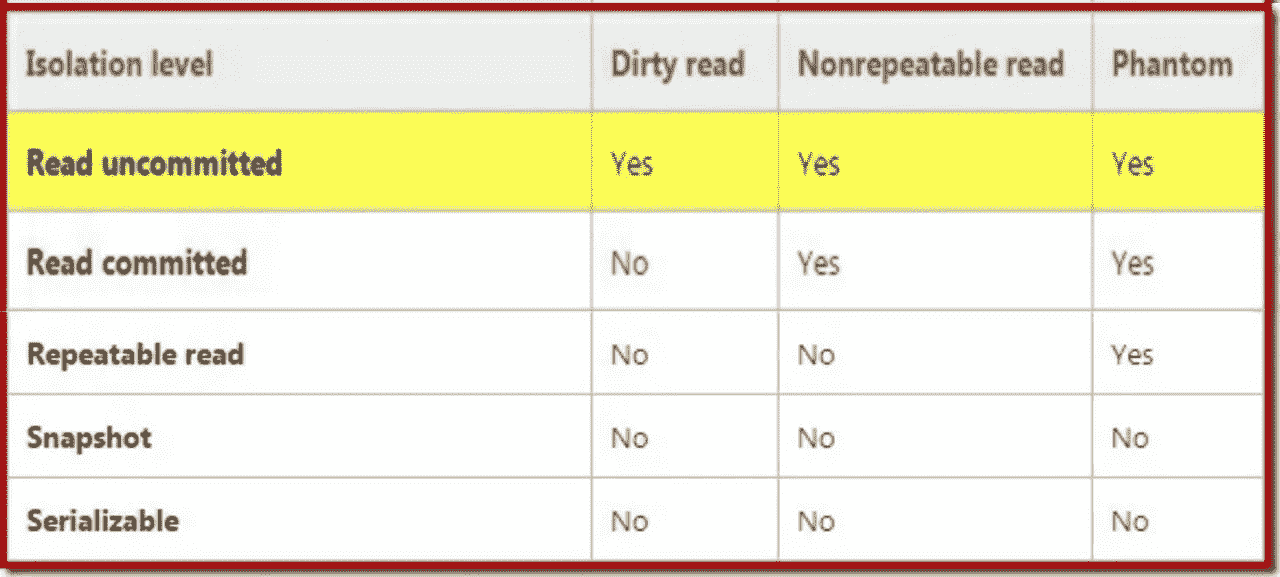 Isolation level Dirty read Nonrepeatable read Phantom
Read uncommitted Yes Yes Yes
Read committed No Yes Yes
Repeatable read No No Yes
Snapshot No No No
Serializable No No No